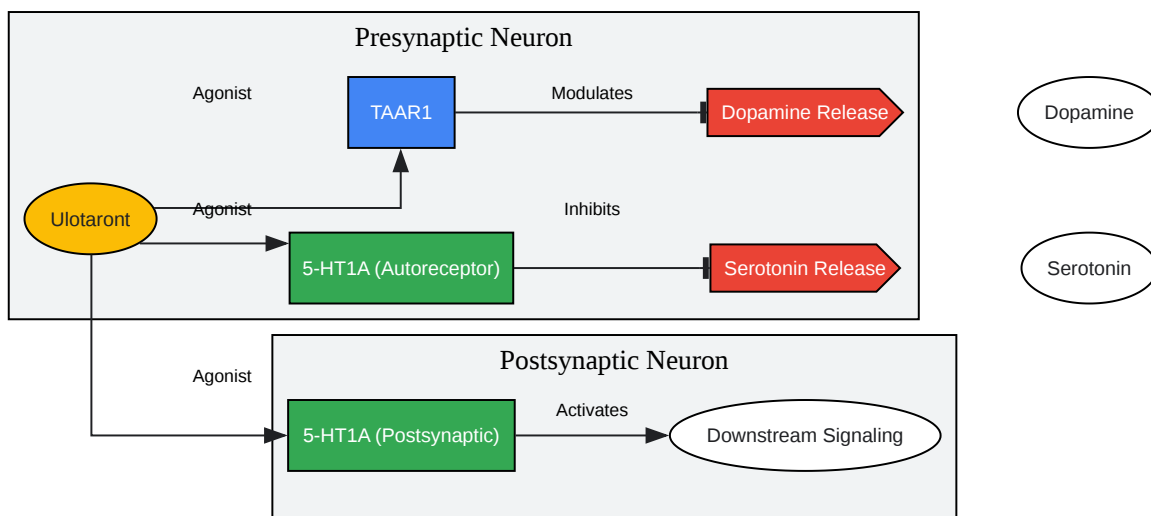 Presynaptic Neuron
Agonist
TAAR1
Modulates
Dopamine Release
Dopamine
Ulotaront
Agonist
Inhibits
5-HT1A (Autoreceptor)
Serotonin Release
Serotonin
Postsynaptic Neuron
Agonist
5-HT1A (Postsynaptic)
Activates
Downstream Signaling